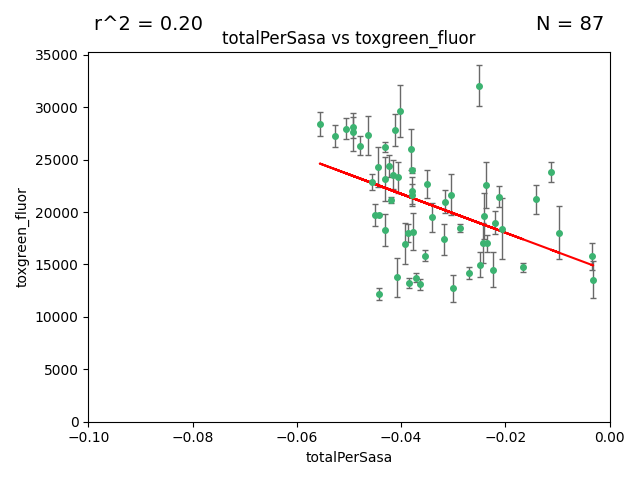 r^2 = 0.20
N = 87
totalPerSasa vs toxgreen_fluor
35000
30000
25000
20000
15000
10000
5000
0
toxgreen_fluor
−0.10
−0.08
−0.06
−0.04
−0.02
0.00
totalPerSasa